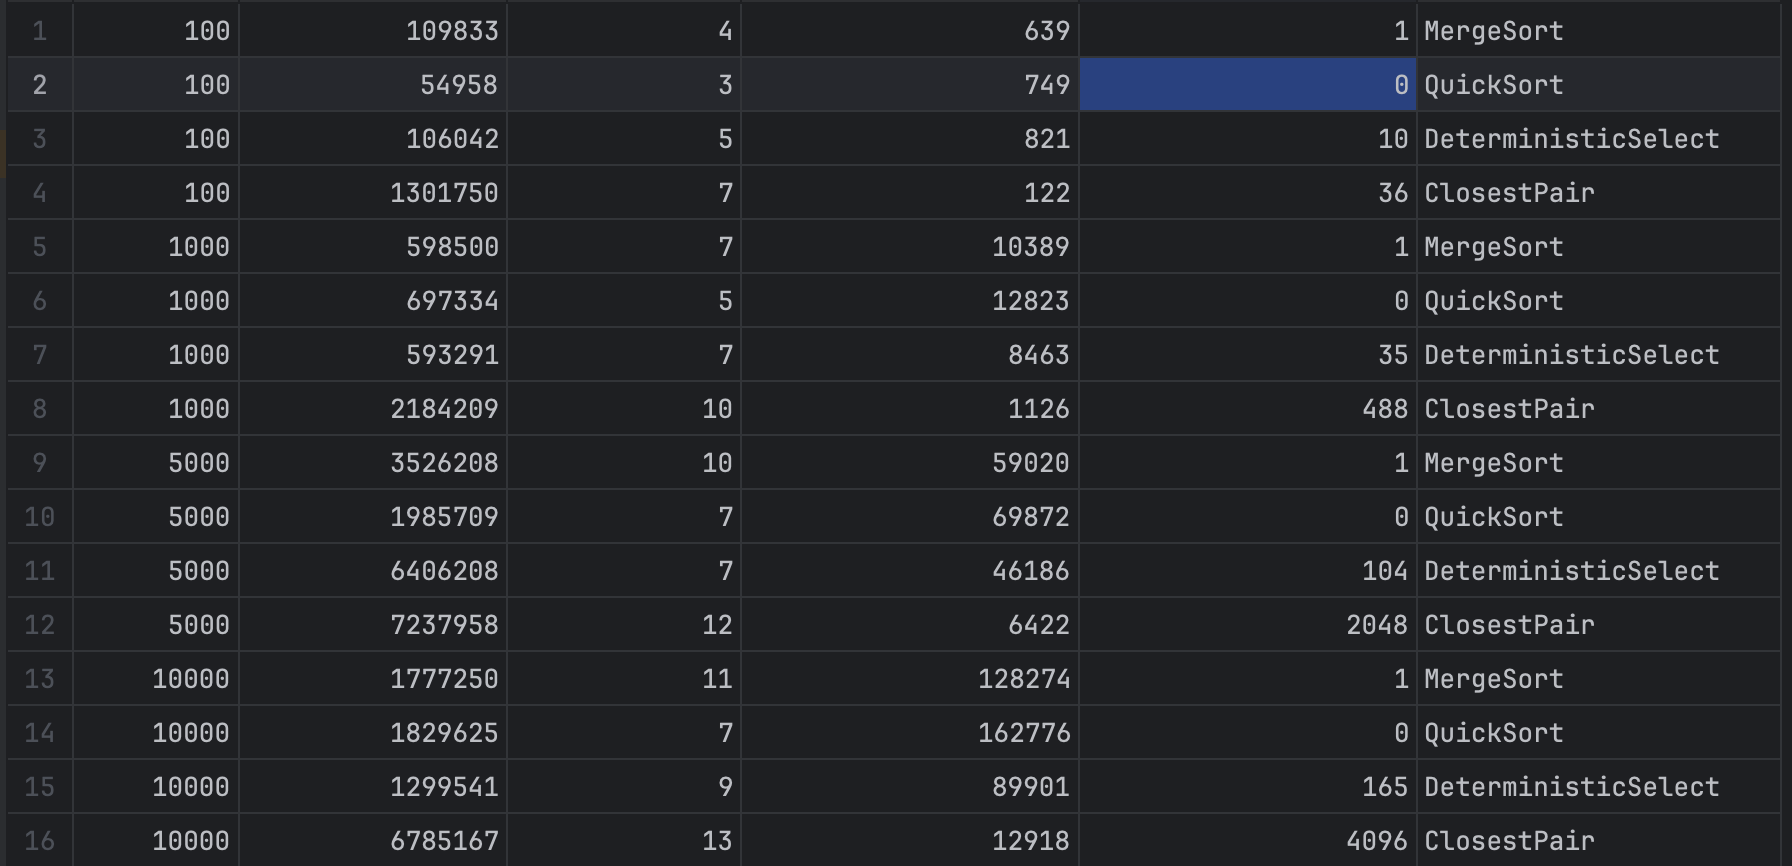 1 100 109833 4 639 1 MergeSort
2 100 54958 3 749 0 QuickSort
3 100 106042 5 821 10 DeterministicSelect
4 100 1301750 7 122 36 ClosestPair
5 1000 598500 7 10389 1 MergeSort
6 1000 697334 5 12823 0 QuickSort
7 1000 593291 7 8463 35 DeterministicSelect
8 1000 2184209 10 1126 488 ClosestPair
9 5000 3526208 10 59020 1 MergeSort
10 5000 1985709 7 69872 0 QuickSort
11 5000 6406208 7 46186 104 DeterministicSelect
12 5000 7237958 12 6422 2048 ClosestPair
13 10000 1777250 11 128274 1 MergeSort
14 10000 1829625 7 162776 0 QuickSort
15 10000 1299541 9 89901 165 DeterministicSelect
16 10000 6785167 13 12918 4096 ClosestPair